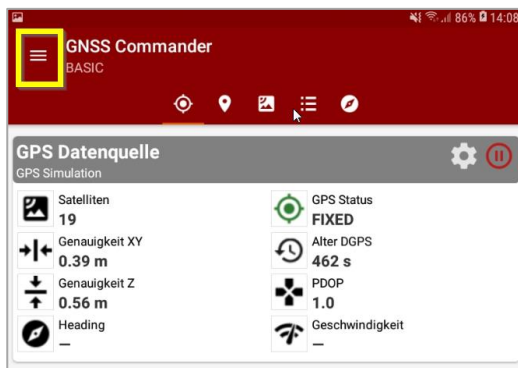 86% 14:08
GNSS Commander
BASIC
GPS Datenquelle
GPS Simulation
Satelliten
19
GPS Status
FIXED
Genauigkeit XY
0.39 m
Alter DGPS
462 s
Genauigkeit Z
0.56 m
PDOP
1.0
Heading
—
Geschwindigkeit
—